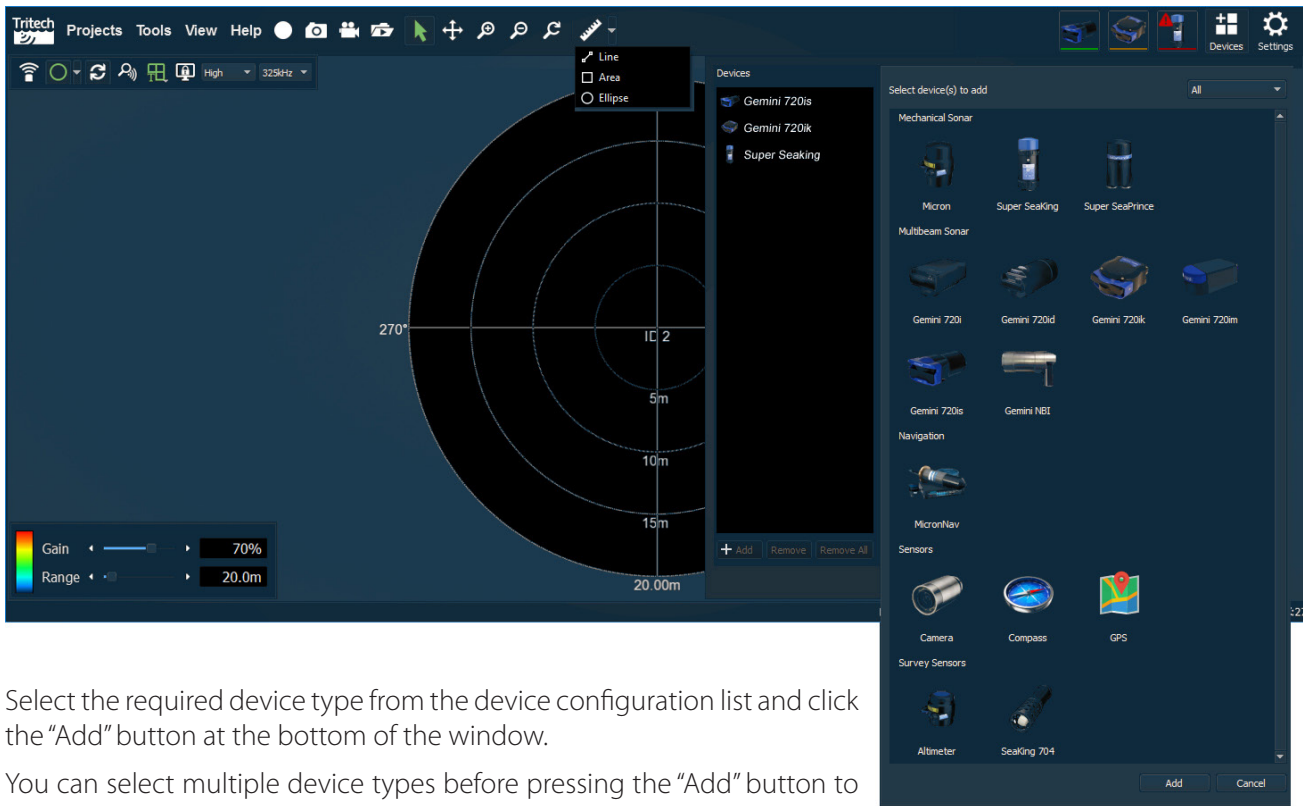 Tritech Projects Tools View Help
Devices Settings
High 325kHz
Line
Area
Ellipse
270°
ID 2
5m
10m
15m
20.00m
Gain 70%
Range 20.0m
Devices
Gemini 720is
Gemini 720ik
Super Seaking
+ Add Remove Remove All
Select device(s) to add All
Mechanical Sonar
Micron Super SeaKing Super SeaPrince
Multibeam Sonar
Gemini 720i Gemini 720id Gemini 720ik Gemini 720im
Gemini 720is Gemini NBI
Navigation
MicronNav
Sensors
Camera Compass GPS
Survey Sensors
Altimeter SeaKing 704
Add Cancel
Select the required device type from the device configuration list and click
the “Add” button at the bottom of the window.
You can select multiple device types before pressing the “Add” button to